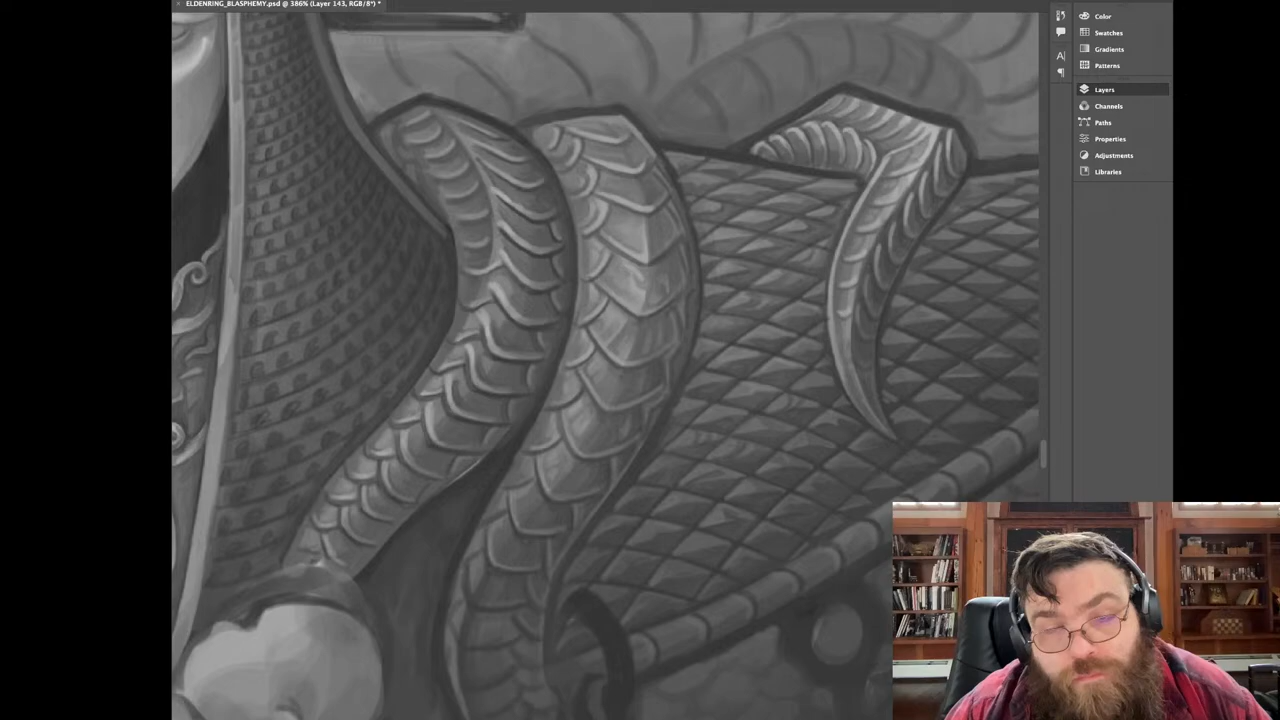 × ELDENRING_BLASPHEMY.psd @ 386% (Layer 143, RGB/8*) *
Color
Swatches
Gradients
Patterns
Layers
Channels
Paths
Properties
Adjustments
Libraries